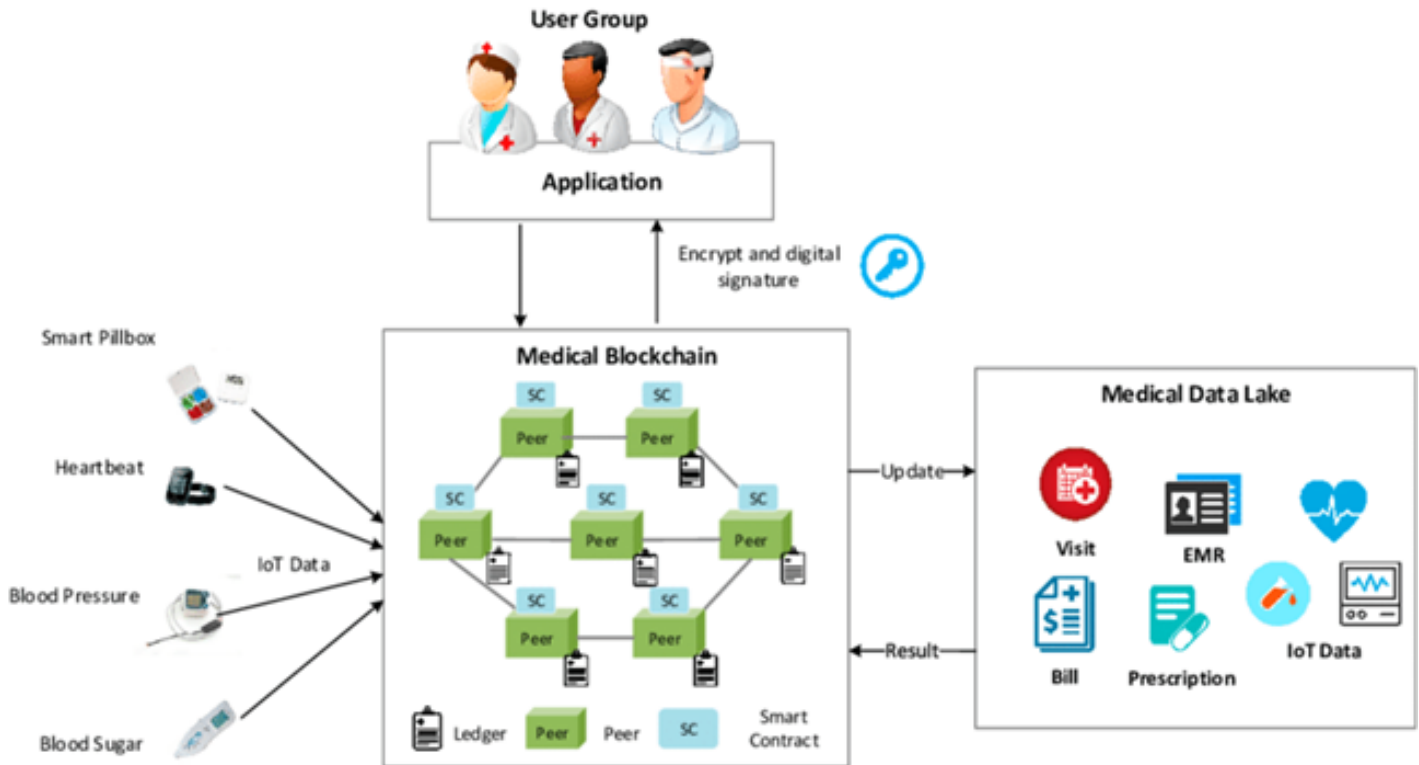 User Group
Application
Encrypt and digital
signature
Smart Pillbox
Heartbeat
IoT Data
Blood Pressure
Blood Sugar
Medical Blockchain
SC
SC
Peer
Peer
SC
SC
SC
Peer
Peer
Peer
SC
SC
Peer
Peer
Ledger
Peer
Peer
SC
Smart
Contract
Update
Result
Medical Data Lake
Visit
EMR
Bill
Prescription
IoT Data